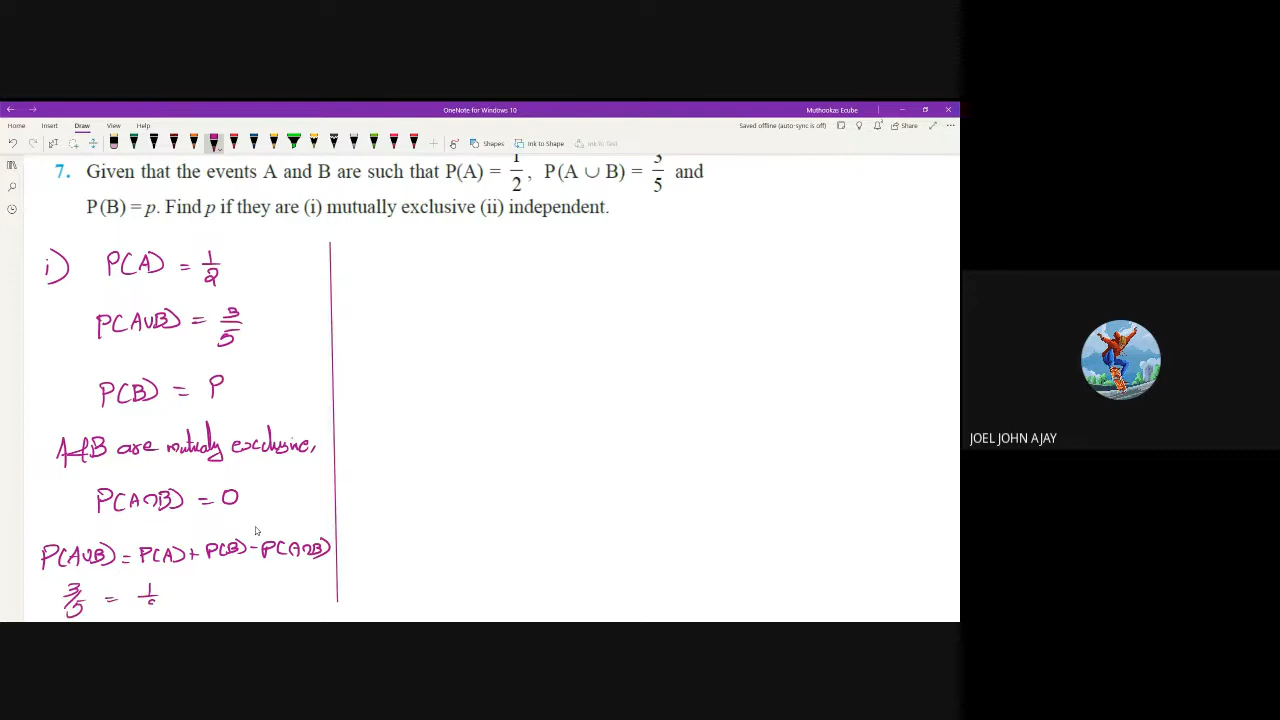 OneNote for Windows 10
Muthookas Ecube
Home Insert Draw View Help
Saved offline (auto-sync is off)
Share
Shapes
Ink to Shape
Ink to Text
7. Given that the events A and B are such that P(A) = 1/2, P(A ∪ B) = 3/5 and
P(B) = p. Find p if they are (i) mutually exclusive (ii) independent.
i) P(A) = 1/2
P(A∪B) = 3/5
P(B) = P
A & B are mutualy exclusive,
P(A∩B) = 0
P(A∪B) = P(A) + P(B) - P(A∩B)
3/5 = 1/
JOEL JOHN AJAY